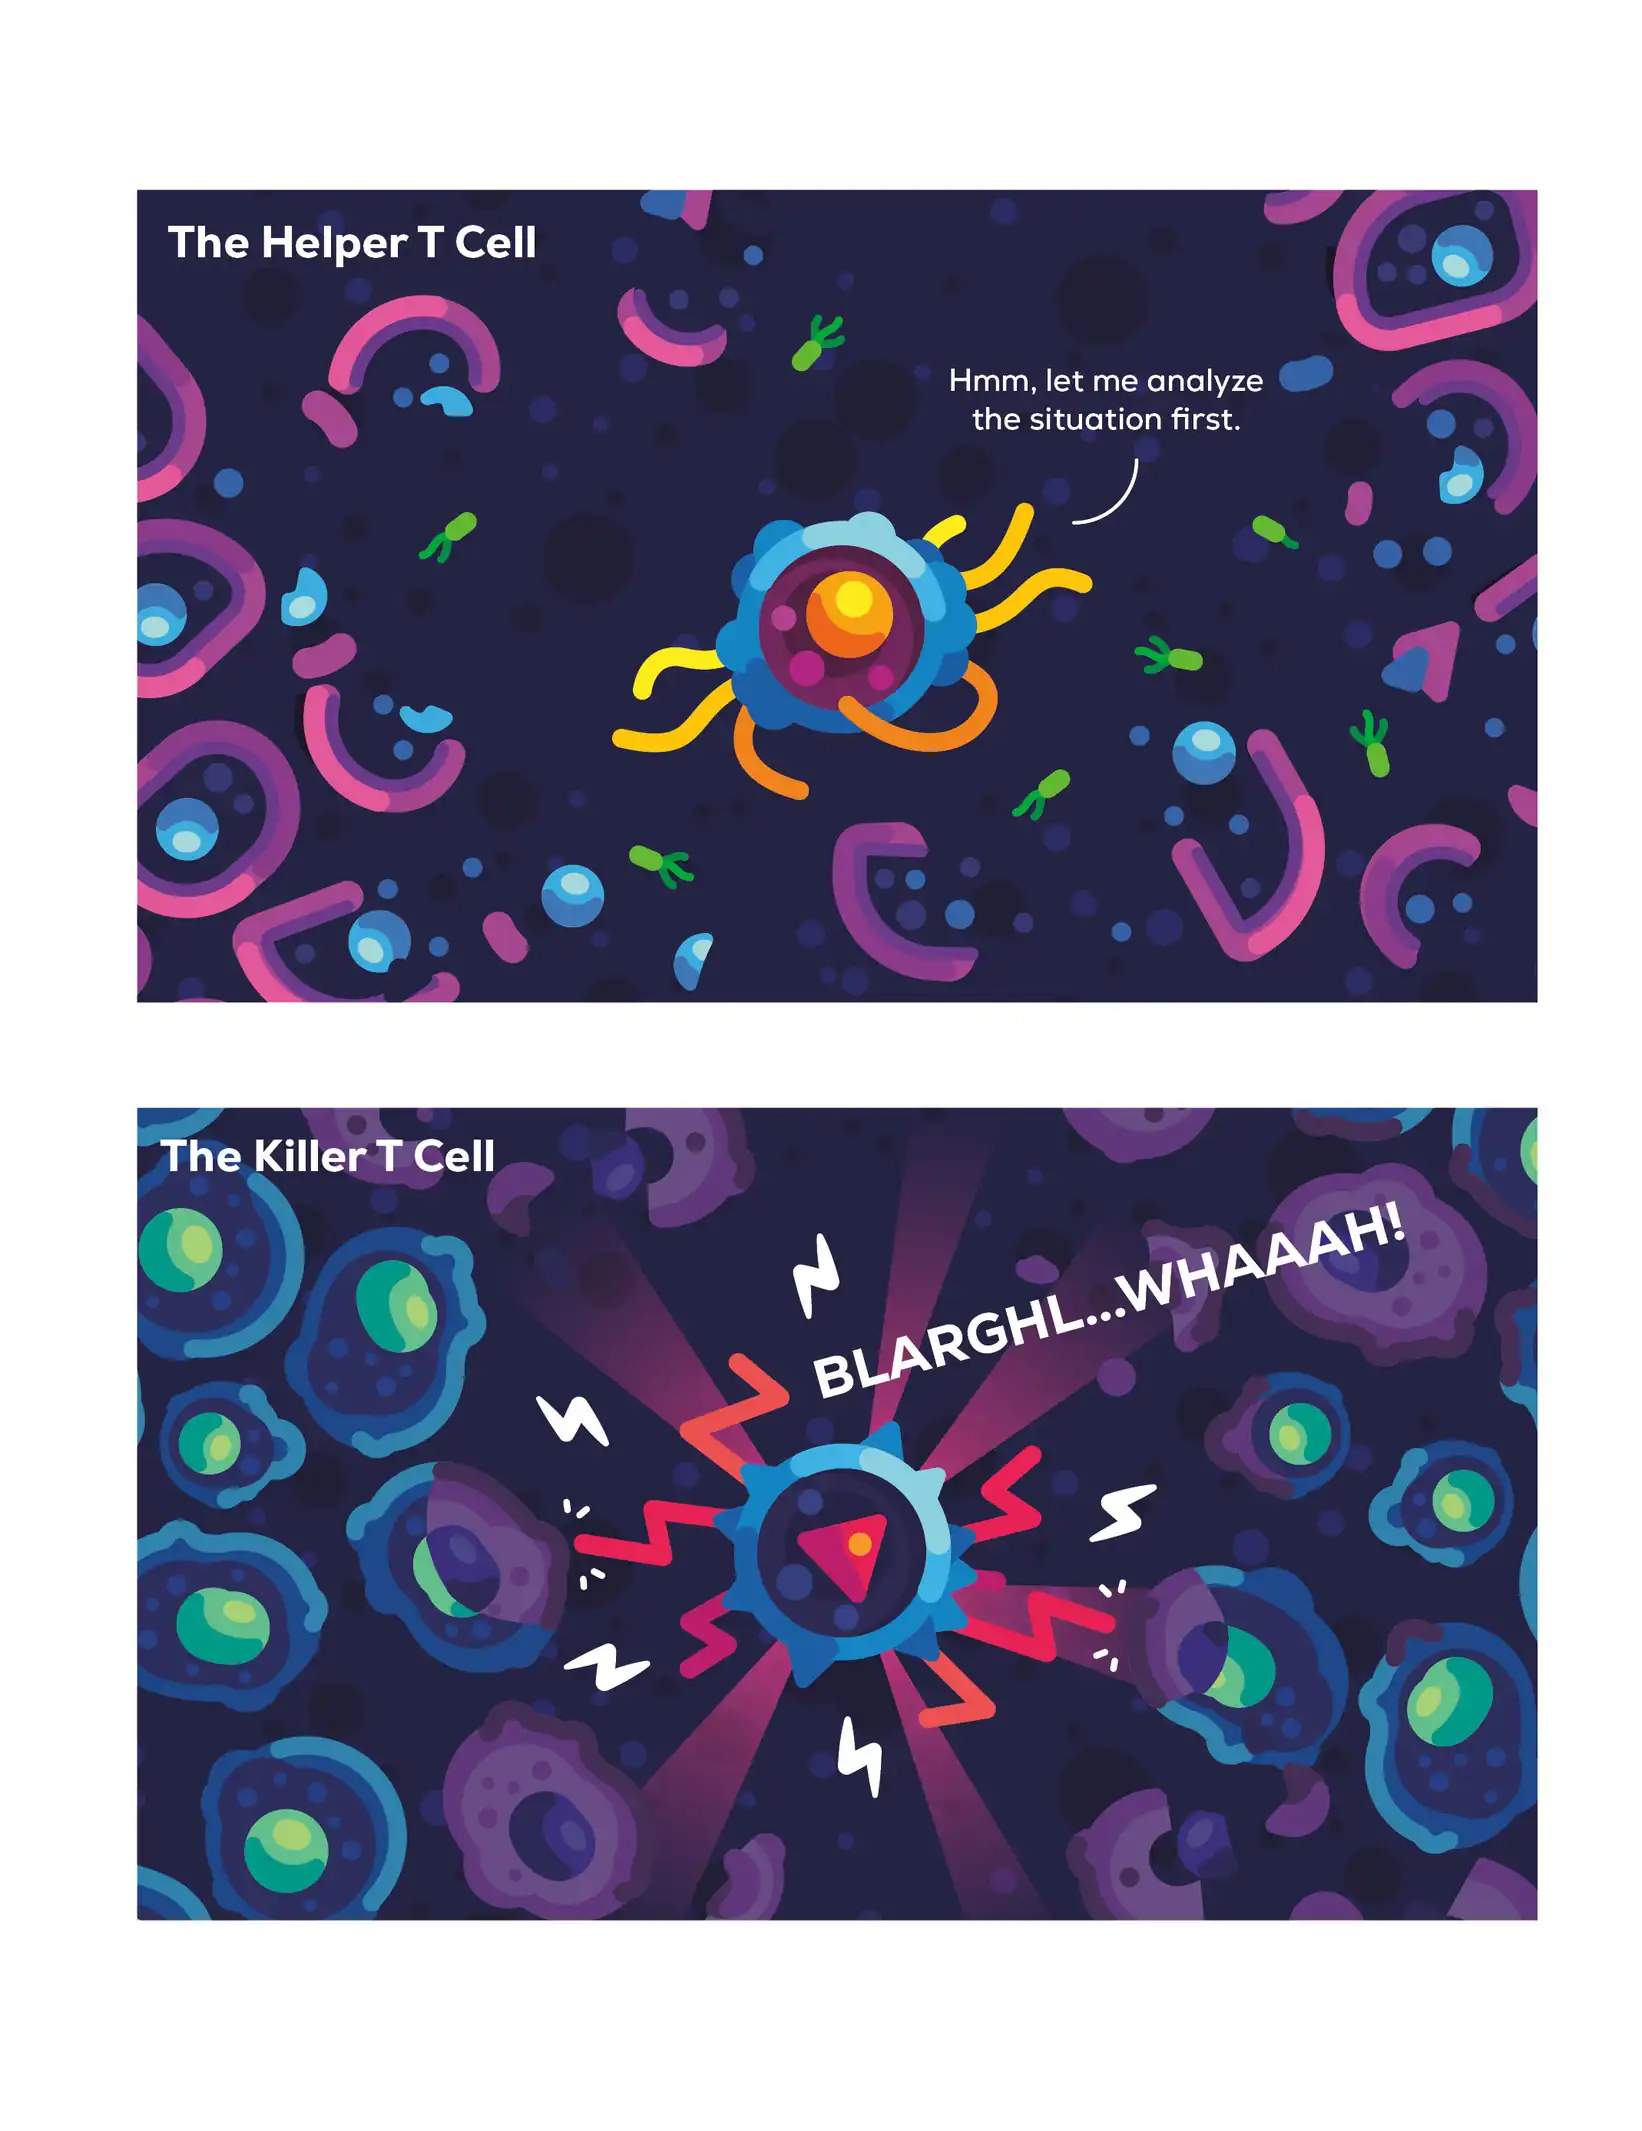 The Helper T Cell
Hmm, let me analyze
the situation first.
The Killer T Cell
BLARGHL...WHAAAH!